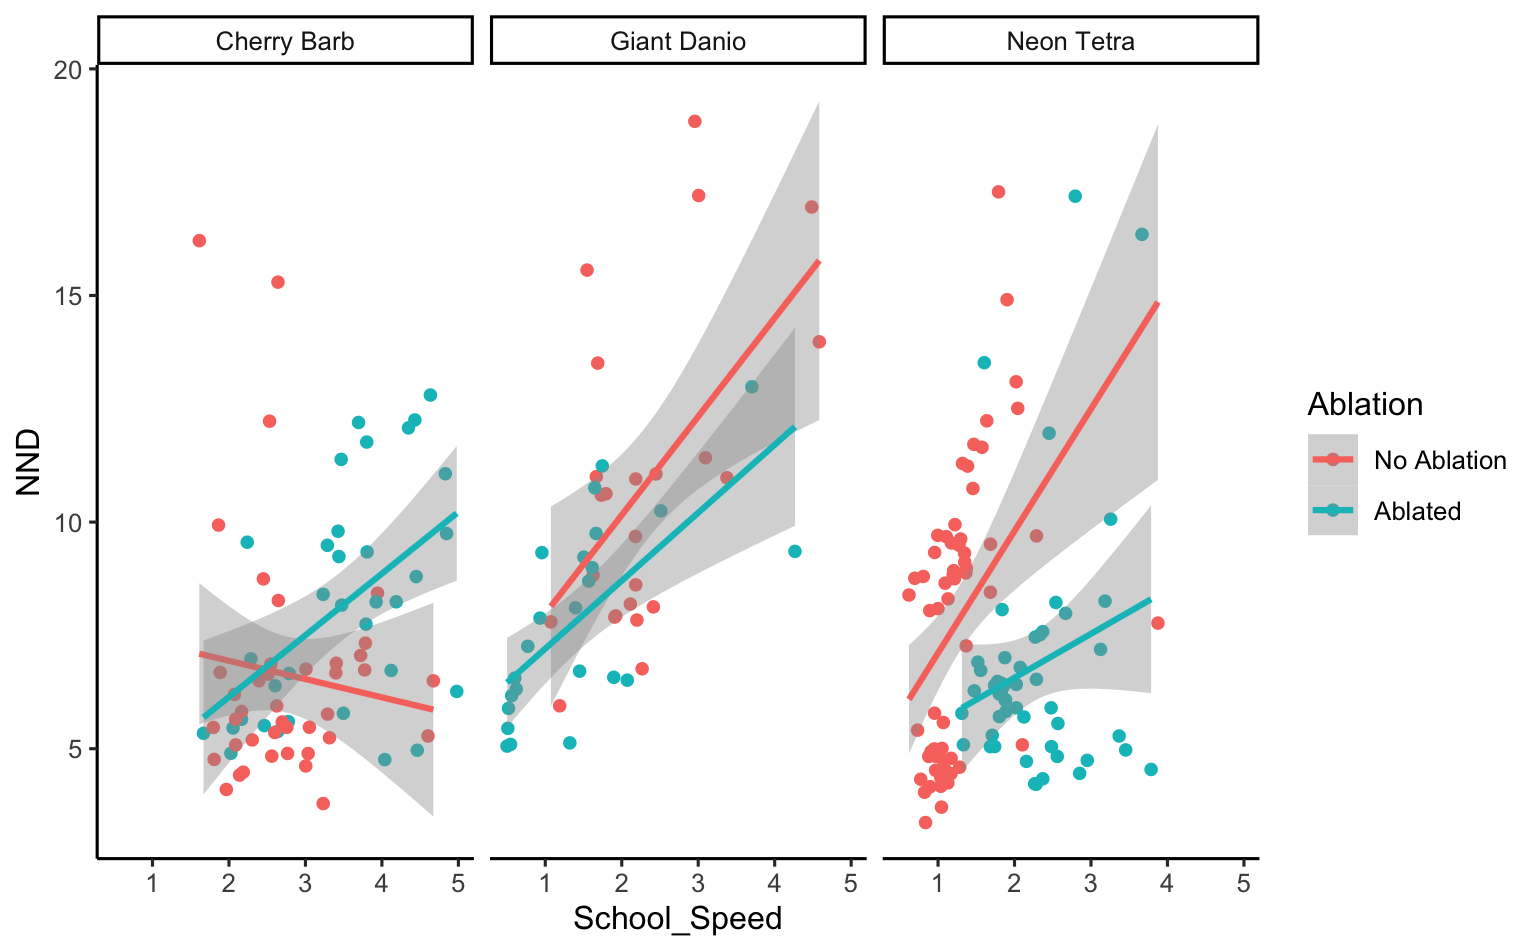 Cherry Barb
Giant Danio
Neon Tetra
20
15
10
5
NND
1 2 3 4 5
1 2 3 4 5
1 2 3 4 5
School_Speed
Ablation
No Ablation
Ablated